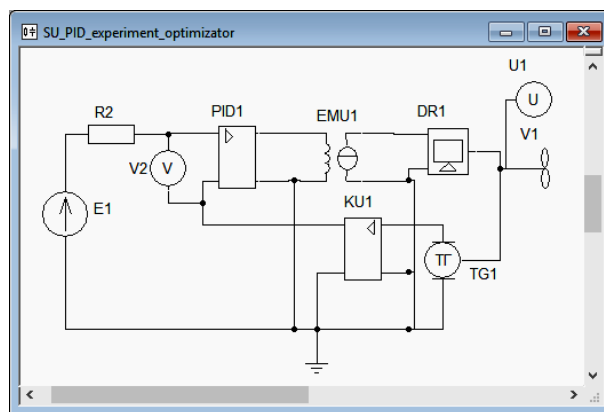 SU_PID_experiment_optimizator
U1
R2
PID1
EMU1
DR1
U
V1
V2
V
KU1
E1
ТГ
TG1